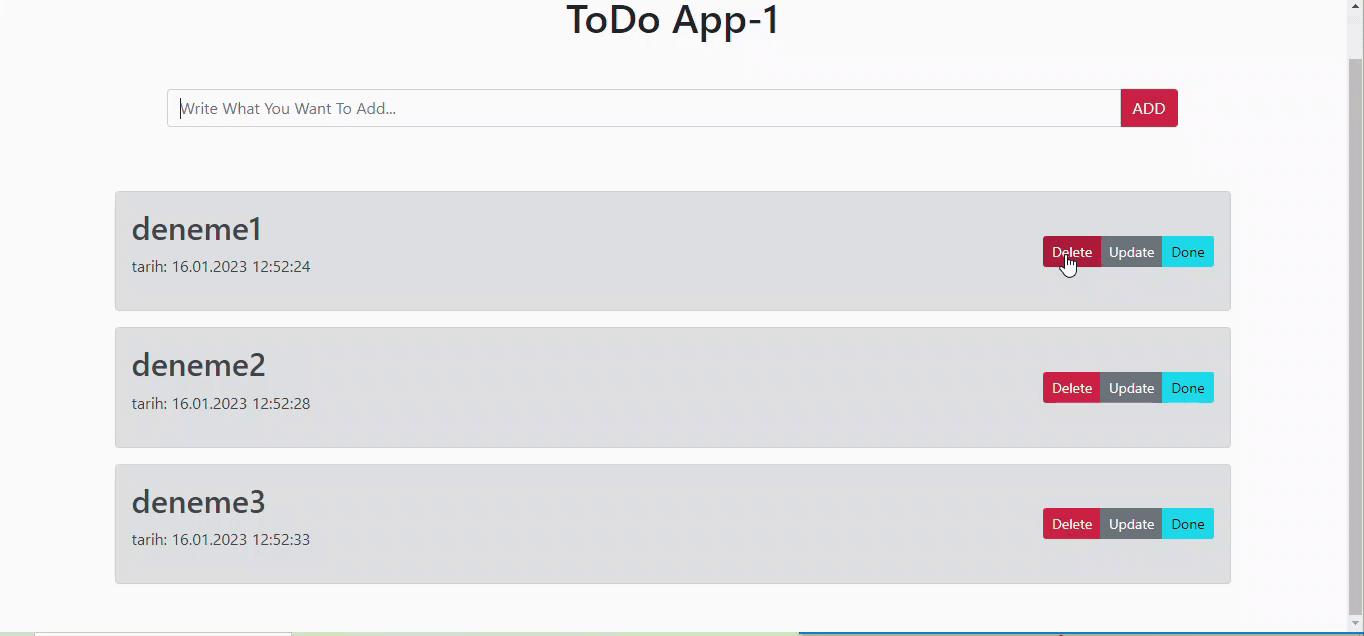 ToDo App-1
Write What You Want To Add...
ADD
deneme1
tarih: 16.01.2023 12:52:24
Delete Update Done
deneme2
tarih: 16.01.2023 12:52:28
Delete Update Done
deneme3
tarih: 16.01.2023 12:52:33
Delete Update Done